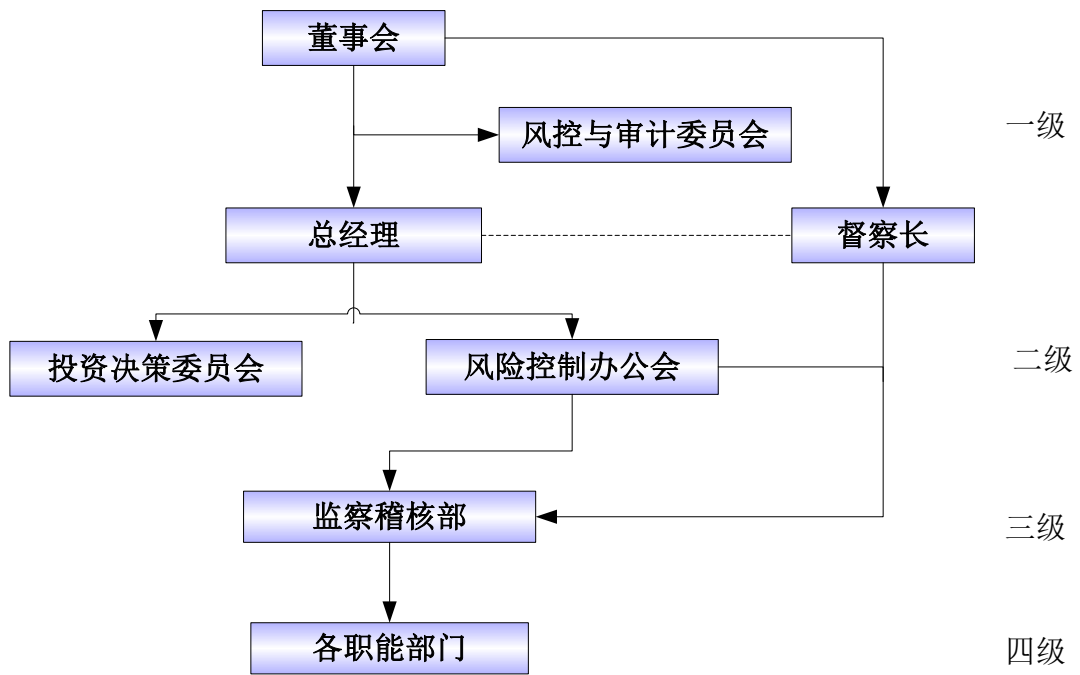 董事会
风控与审计委员会
一级
总经理
督察长
投资决策委员会
风险控制办公会
二级
监察稽核部
三级
各职能部门
四级